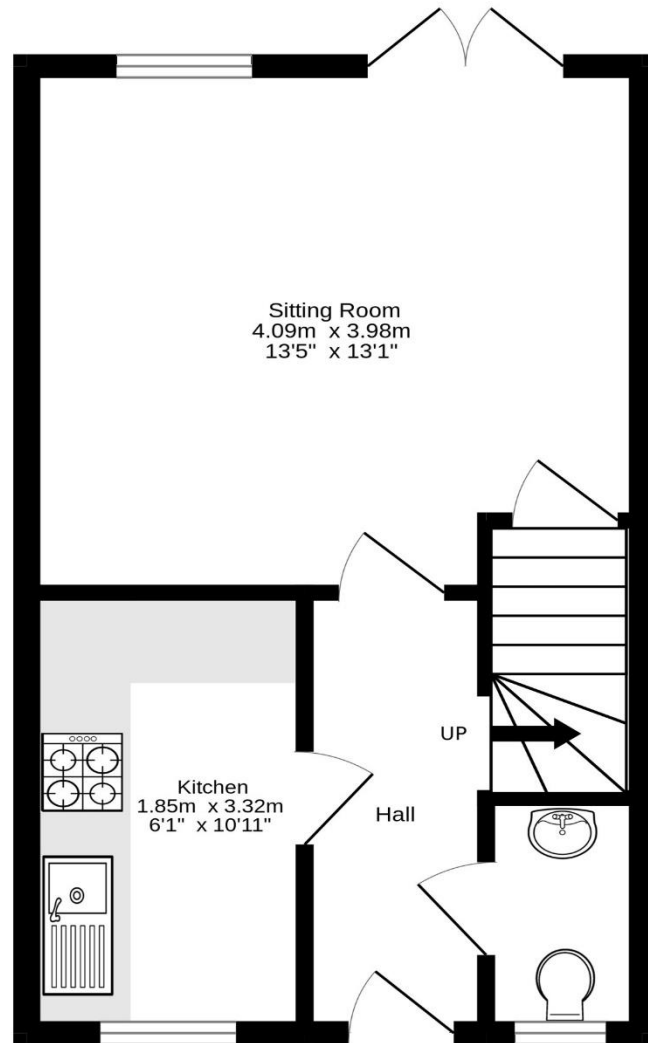 Sitting Room
4.09m x 3.98m
13'5" x 13'1"
UP
Kitchen
1.85m x 3.32m
6'1" x 10'11"
Hall